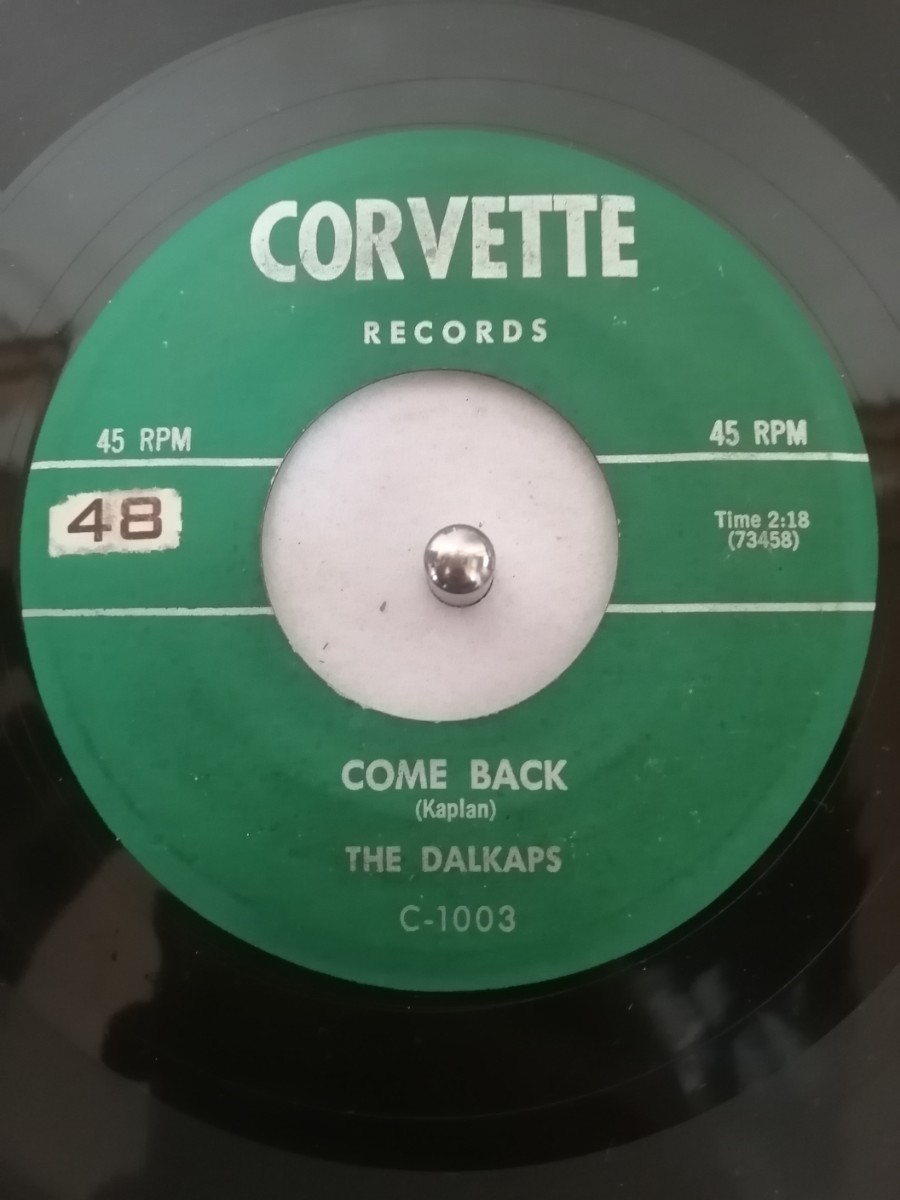 CORVETTE
RECORDS
45 RPM
45 RPM
48
Time 2:18
(73458)
COME BACK
(Kaplan)
THE DALKAPS
C-1003